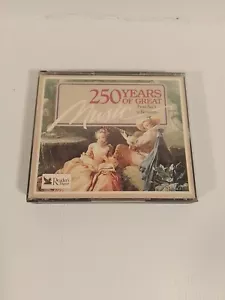 250 YEARS
OF GREAT
Music
Reader's
Digest